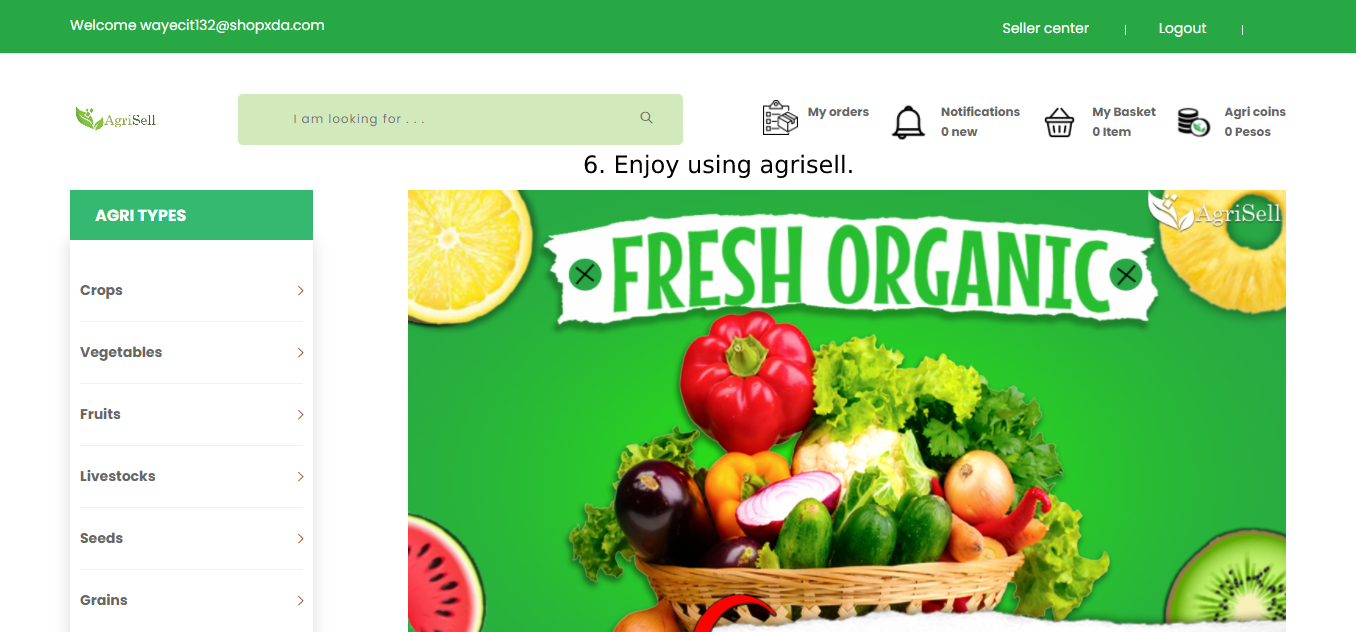 Welcome wayecit132@shopxda.com
Seller center | Logout |
AgriSell
I am looking for . . .
My orders
Notifications
0 new
My Basket
0 Item
Agri coins
0 Pesos
6. Enjoy using agrisell.
AGRI TYPES
Crops
Vegetables
Fruits
Livestocks
Seeds
Grains
AgriSell
FRESH ORGANIC